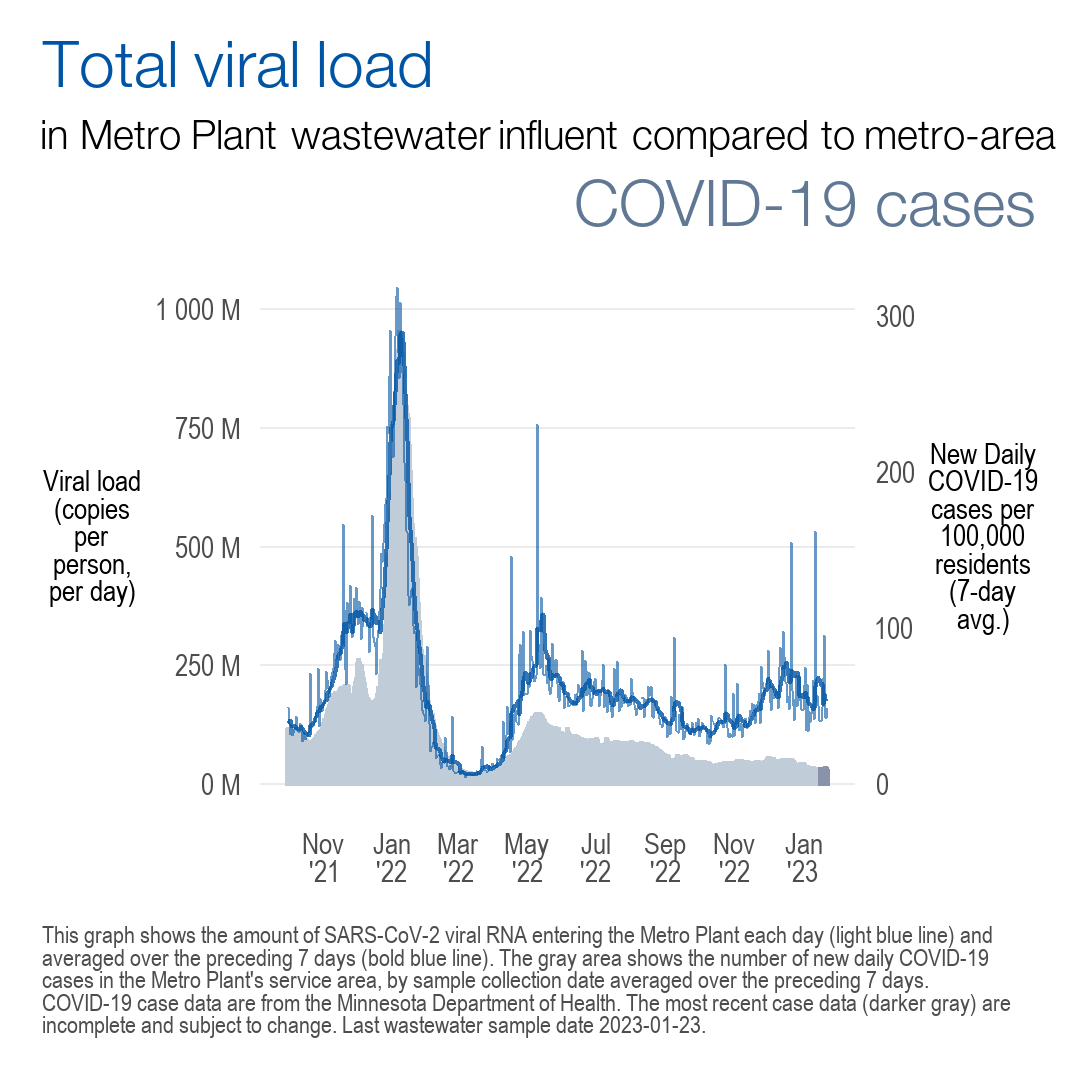 Total viral load
in Metro Plant wastewater influent compared to metro-area
COVID-19 cases
1 000 M
750 M
500 M
250 M
0 M
Viral load
(copies
per
person,
per day)
300
200
100
0
New Daily
COVID-19
cases per
100,000
residents
(7-day
avg.)
Nov '21
Jan '22
Mar '22
May '22
Jul '22
Sep '22
Nov '22
Jan '23
This graph shows the amount of SARS-CoV-2 viral RNA entering the Metro Plant each day (light blue line) and
averaged over the preceding 7 days (bold blue line). The gray area shows the number of new daily COVID-19
cases in the Metro Plant's service area, by sample collection date averaged over the preceding 7 days.
COVID-19 case data are from the Minnesota Department of Health. The most recent case data (darker gray) are
incomplete and subject to change. Last wastewater sample date 2023-01-23.